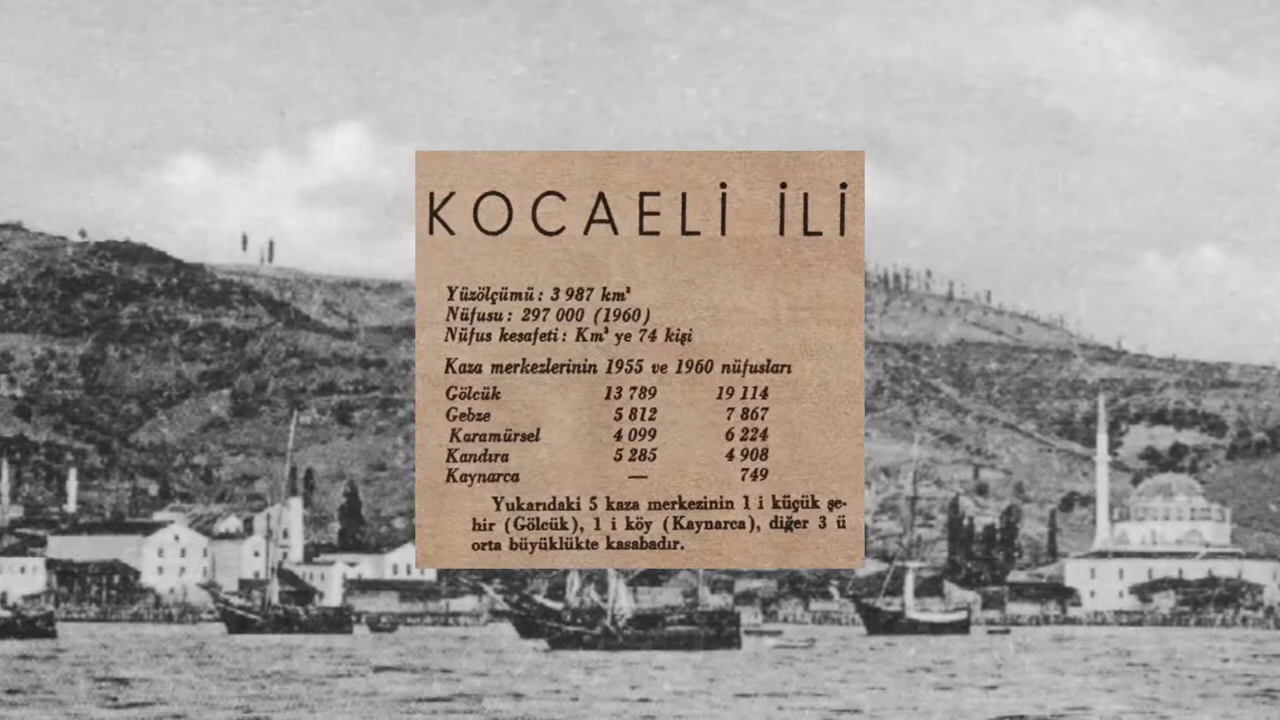 KOCAELİ İLİ
Yüzölçümü : 3 987 km²
Nüfusu : 297 000 (1960)
Nüfus kesafeti : Km² ye 74 kişi
Kaza merkezlerinin 1955 ve 1960 nüfusları
Gölcük 13 789 19 114
Gebze 5 812 7 867
Karamürsel 4 099 6 224
Kandıra 5 285 4 908
Kaynarca — 749
Yukarıdaki 5 kaza merkezinin 1 i küçük şe-
hir (Gölcük), 1 i köy (Kaynarca), diğer 3 ü
orta büyüklükte kasabadır.